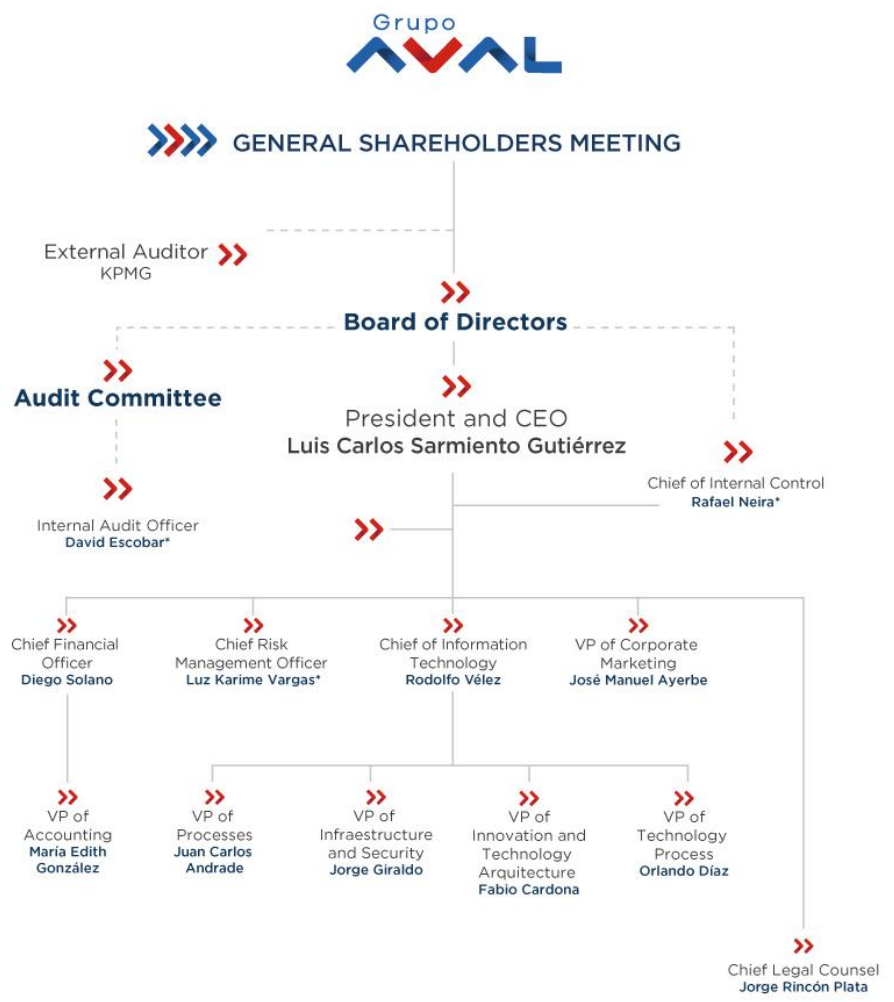 Grupo
AVAL
GENERAL SHAREHOLDERS MEETING
External Auditor
KPMG
Board of Directors
Audit Committee
President and CEO
Luis Carlos Sarmiento Gutiérrez
Chief of Internal Control
Rafael Neira*
Internal Audit Officer
David Escobar*
Chief Financial
Officer
Diego Solano
Chief Risk
Management Officer
Luz Karime Vargas*
Chief of Information
Technology
Rodolfo Vélez
VP of Corporate
Marketing
José Manuel Ayerbe
VP of
Accounting
María Edith
González
VP of
Processes
Juan Carlos
Andrade
VP of
Infraestructure
and Security
Jorge Giraldo
VP of
Innovation and
Technology
Arquitecture
Fabio Cardona
VP of
Technology
Process
Orlando Díaz
Chief Legal Counsel
Jorge Rincón Plata